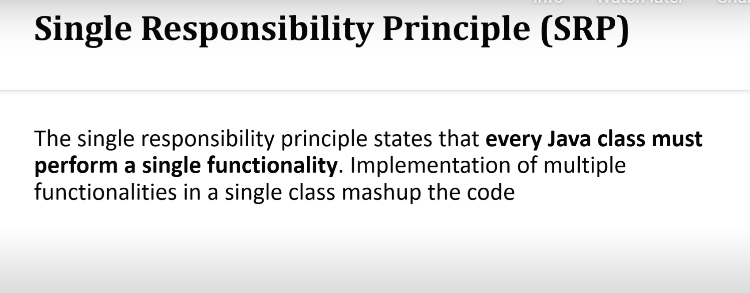 Single Responsibility Principle (SRP)
The single responsibility principle states that every Java class must
perform a single functionality. Implementation of multiple
functionalities in a single class mashup the code